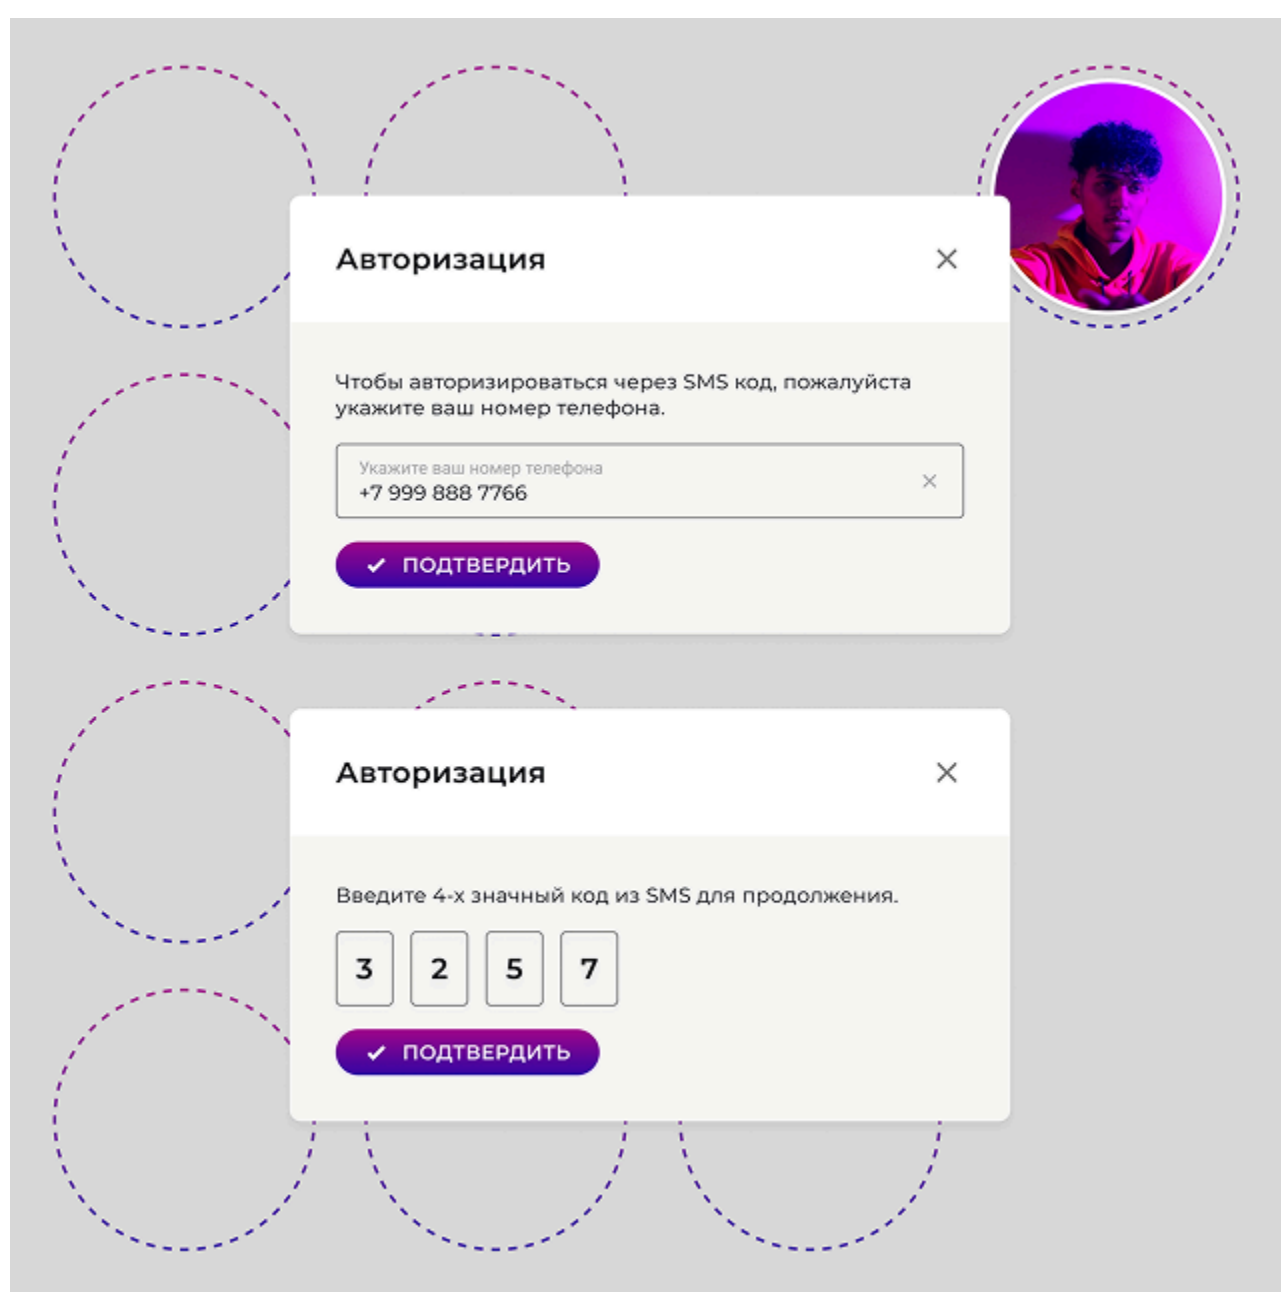 Авторизация
Чтобы авторизироваться через SMS код, пожалуйста
укажите ваш номер телефона.
Укажите ваш номер телефона
+7 999 888 7766
ПОДТВЕРДИТЬ
Авторизация
Введите 4-х значный код из SMS для продолжения.
3 2 5 7
ПОДТВЕРДИТЬ